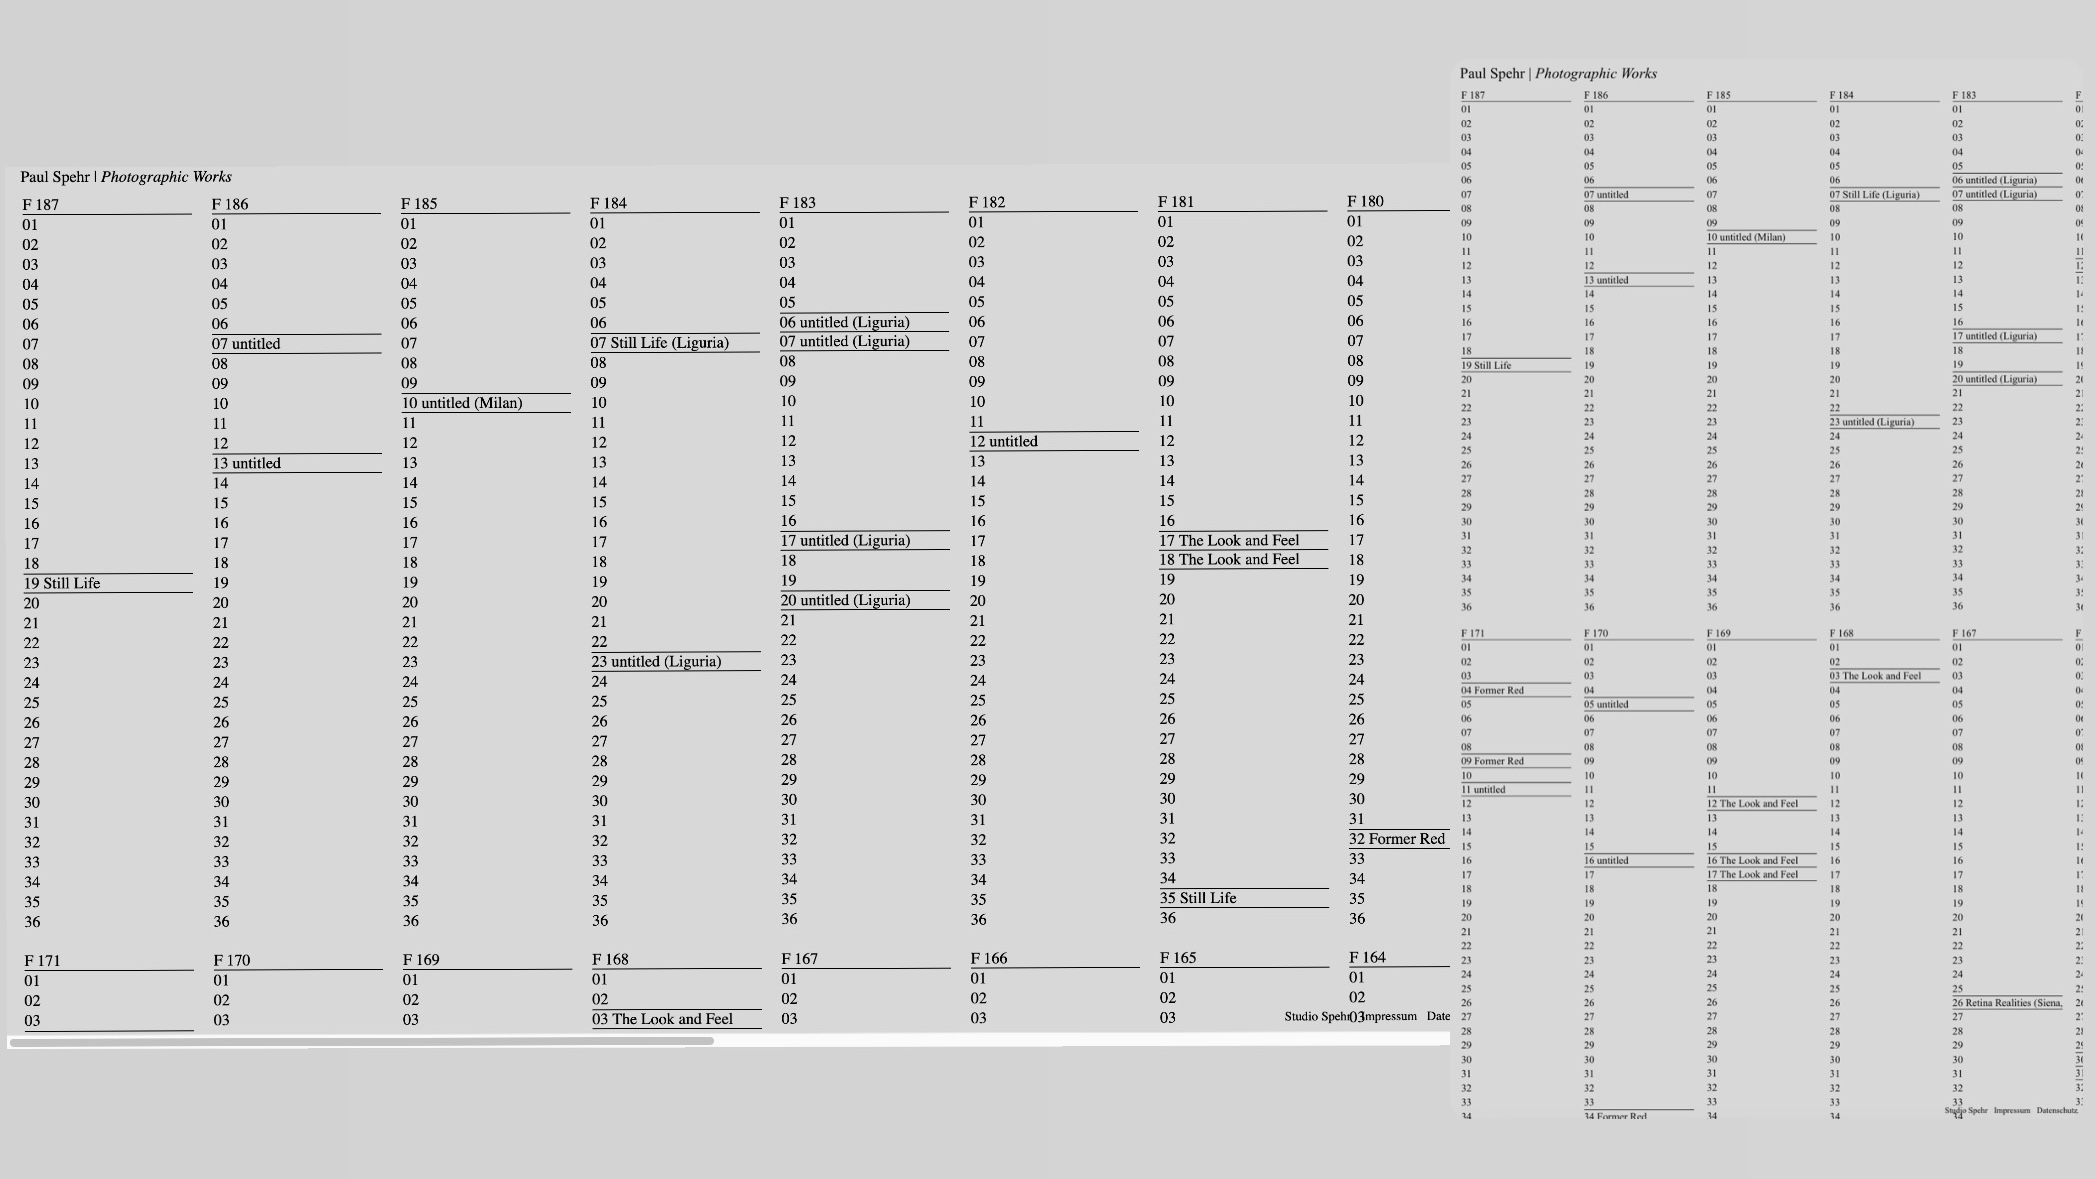 Paul Spehr | Photographic Works
F 187 F 186 F 185 F 184 F 183 F 182 F 181 F 180
01 01 01 01 01 01 01 01
02 02 02 02 02 02 02 02
03 03 03 03 03 03 03 03
04 04 04 04 04 04 04 04
05 05 05 05 05 05 05 05
06 06 06 06 06 untitled (Liguria) 06 06 06
07 07 untitled 07 07 Still Life (Liguria) 07 untitled (Liguria) 07 07 07
08 08 08 08 08 08 08 08
09 09 09 09 09 09 09 09
10 10 10 untitled (Milan) 10 10 10 10 10
11 11 11 11 11 11 11 11
12 12 12 12 12 12 untitled 12 12
13 13 untitled 13 13 13 13 13 13
14 14 14 14 14 14 14 14
15 15 15 15 15 15 15 15
16 16 16 16 16 16 16 16
17 17 17 17 17 untitled (Liguria) 17 17 The Look and Feel 17
18 18 18 18 18 18 18 The Look and Feel 18
19 Still Life 19 19 19 19 19 19 19
20 20 20 20 20 untitled (Liguria) 20 20 20
21 21 21 21 21 21 21 21
22 22 22 22 22 22 22 22
23 23 23 23 untitled (Liguria) 23 23 23 23
24 24 24 24 24 24 24 24
25 25 25 25 25 25 25 25
26 26 26 26 26 26 26 26
27 27 27 27 27 27 27 27
28 28 28 28 28 28 28 28
29 29 29 29 29 29 29 29
30 30 30 30 30 30 30 30
31 31 31 31 31 31 31 31
32 32 32 32 32 32 32 32 Former Red
33 33 33 33 33 33 33 33
34 34 34 34 34 34 34 34
35 35 35 35 35 35 35 Still Life 35
36 36 36 36 36 36 36 36
F 171 F 170 F 169 F 168 F 167 F 166 F 165 F 164
01 01 01 01 01 01 01 01
02 02 02 02 02 02 02 02
03 03 03 03 The Look and Feel 03 03 03 03
Studio Spehr Impressum Date
Paul Spehr | Photographic Works
F 187 F 186 F 185 F 184 F 183 F
01 01 01 01 01
02 02 02 02 02
03 03 03 03 03
04 04 04 04 04
05 05 05 05 05
06 06 06 06 06 untitled (Liguria)
07 07 untitled 07 07 Still Life (Liguria) 07 untitled (Liguria)
08 08 08 08 08
09 09 09 09 09
10 10 10 untitled (Milan) 10 10
11 11 11 11 11
12 12 12 12 12
13 13 untitled 13 13 13
14 14 14 14 14
15 15 15 15 15
16 16 16 16 16
17 17 17 17 17 untitled (Liguria)
18 18 18 18 18
19 Still Life 19 19 19 19
20 20 20 20 20 untitled (Liguria)
21 21 21 21 21
22 22 22 22 22
23 23 23 23 untitled (Liguria) 23
24 24 24 24 24
25 25 25 25 25
26 26 26 26 26
27 27 27 27 27
28 28 28 28 28
29 29 29 29 29
30 30 30 30 30
31 31 31 31 31
32 32 32 32 32
33 33 33 33 33
34 34 34 34 34
35 35 35 35 35
36 36 36 36 36
F 171 F 170 F 169 F 168 F 167 F
01 01 01 01 01
02 02 02 02 02
03 03 03 03 The Look and Feel 03
04 Former Red 04 04 04 04
05 05 untitled 05 05 05
06 06 06 06 06
07 07 07 07 07
08 08 08 08 08
09 Former Red 09 09 09 09
10 10 10 10 10
11 untitled 11 11 11 11
12 12 12 The Look and Feel 12 12
13 13 13 13 13
14 14 14 14 14
15 15 15 15 15
16 16 untitled 16 The Look and Feel 16 16
17 17 17 The Look and Feel 17 17
18 18 18 18 18
19 19 19 19 19
20 20 20 20 20
21 21 21 21 21
22 22 22 22 22
23 23 23 23 23
24 24 24 24 24
25 25 25 25 25
26 26 26 26 26 Retina Realities (Siena,
27 27 27 27 27
28 28 28 28 28
29 29 29 29 29
30 30 30 30 30
31 31 31 31 31
32 32 32 32 32
33 33 33 33 33
34 34 Former Red 34 34 34
Studio Spehr Impressum Datenschutz